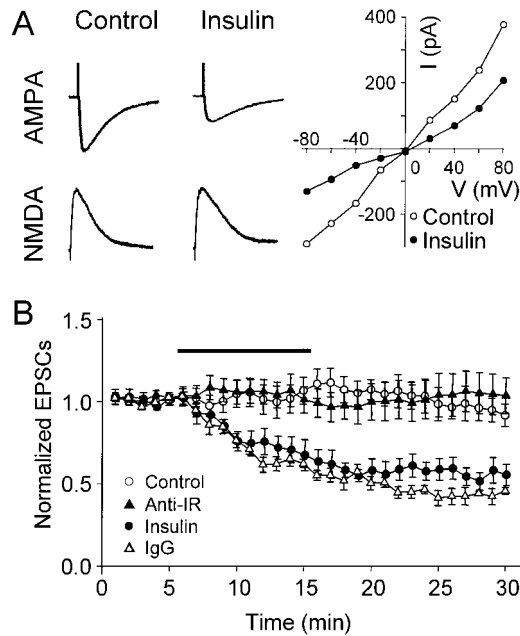 A
Control Insulin
AMPA
NMDA
I (pA)
400
200
-80 -40
0 20 40 60 80
V (mV)
-200
Control
Insulin
B
Normalized EPSCs
1.5
1.0
0.5
0.0
Control
Anti-IR
Insulin
IgG
0 5 10 15 20 25 30
Time (min)